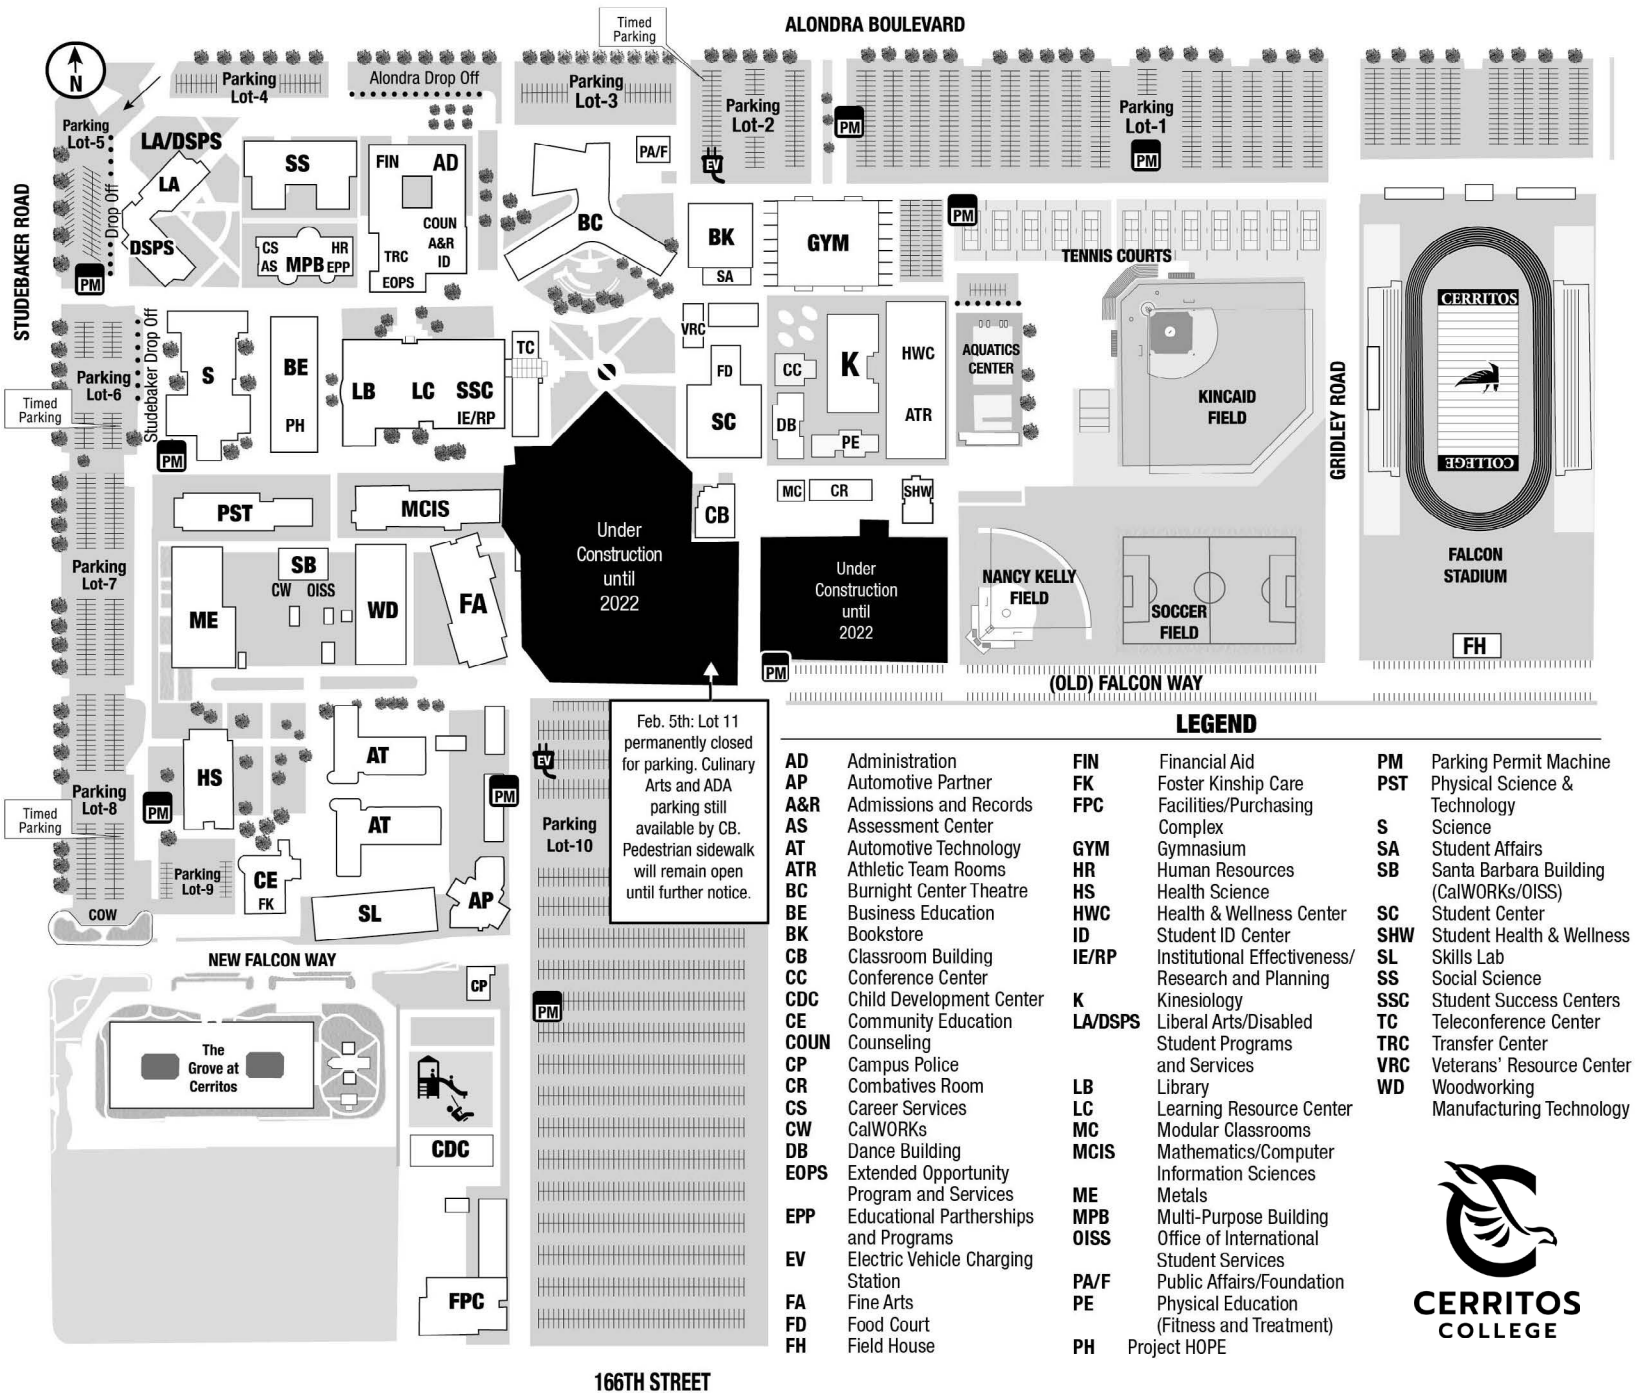 ALONDRA BOULEVARD
Timed
Parking
N
Parking
Lot-4
Alondra Drop Off
Parking
Lot-3
Parking
Lot-2
Parking
Lot-1
PM
PM
EV
Parking
Lot-5
LA/DSPS
LA
DSPS
Drop Off
PM
SS
FIN
AD
COUN
A&R
ID
TRC
EOPS
CS
AS
MPB
HR
EPP
PA/F
BC
BK
SA
GYM
PM
TENNIS COURTS
STUDEBAKER ROAD
Studebaker Drop Off
Parking
Lot-6
Timed
Parking
PM
S
BE
PH
LB
LC
SSC
IE/RP
TC
VRC
FD
SC
CC
K
DB
PE
HWC
ATR
AQUATICS
CENTER
KINCAID
FIELD
GRIDLEY ROAD
CERRITOS
COLLEGE
FALCON
STADIUM
FH
PST
MCIS
CB
MC
CR
SHW
Under
Construction
until
2022
Under
Construction
until
2022
PM
NANCY KELLY
FIELD
SOCCER
FIELD
(OLD) FALCON WAY
Parking
Lot-7
ME
SB
CW
OISS
WD
FA
Parking
Lot-8
Timed
Parking
PM
HS
AT
AT
PM
EV
Parking
Lot-9
CE
FK
SL
AP
COW
Parking
Lot-10
PM
Feb. 5th: Lot 11
permanently closed
for parking. Culinary
Arts and ADA
parking still
available by CB.
Pedestrian sidewalk
will remain open
until further notice.
NEW FALCON WAY
CP
The
Grove at
Cerritos
CDC
FPC
166TH STREET
LEGEND
AD Administration
AP Automotive Partner
A&R Admissions and Records
AS Assessment Center
AT Automotive Technology
ATR Athletic Team Rooms
BC Burnight Center Theatre
BE Business Education
BK Bookstore
CB Classroom Building
CC Conference Center
CDC Child Development Center
CE Community Education
COUN Counseling
CP Campus Police
CR Combatives Room
CS Career Services
CW CalWORKs
DB Dance Building
EOPS Extended Opportunity
Program and Services
EPP Educational Partherships
and Programs
EV Electric Vehicle Charging
Station
FA Fine Arts
FD Food Court
FH Field House
FIN Financial Aid
FK Foster Kinship Care
FPC Facilities/Purchasing
Complex
GYM Gymnasium
HR Human Resources
HS Health Science
HWC Health & Wellness Center
ID Student ID Center
IE/RP Institutional Effectiveness/
Research and Planning
K Kinesiology
LA/DSPS Liberal Arts/Disabled
Student Programs
and Services
LB Library
LC Learning Resource Center
MC Modular Classrooms
MCIS Mathematics/Computer
Information Sciences
ME Metals
MPB Multi-Purpose Building
OISS Office of International
Student Services
PA/F Public Affairs/Foundation
PE Physical Education
(Fitness and Treatment)
PH Project HOPE
PM Parking Permit Machine
PST Physical Science &
Technology
S Science
SA Student Affairs
SB Santa Barbara Building
(CalWORKs/OISS)
SC Student Center
SHW Student Health & Wellness
SL Skills Lab
SS Social Science
SSC Student Success Centers
TC Teleconference Center
TRC Transfer Center
VRC Veterans' Resource Center
WD Woodworking
Manufacturing Technology
CERRITOS
COLLEGE